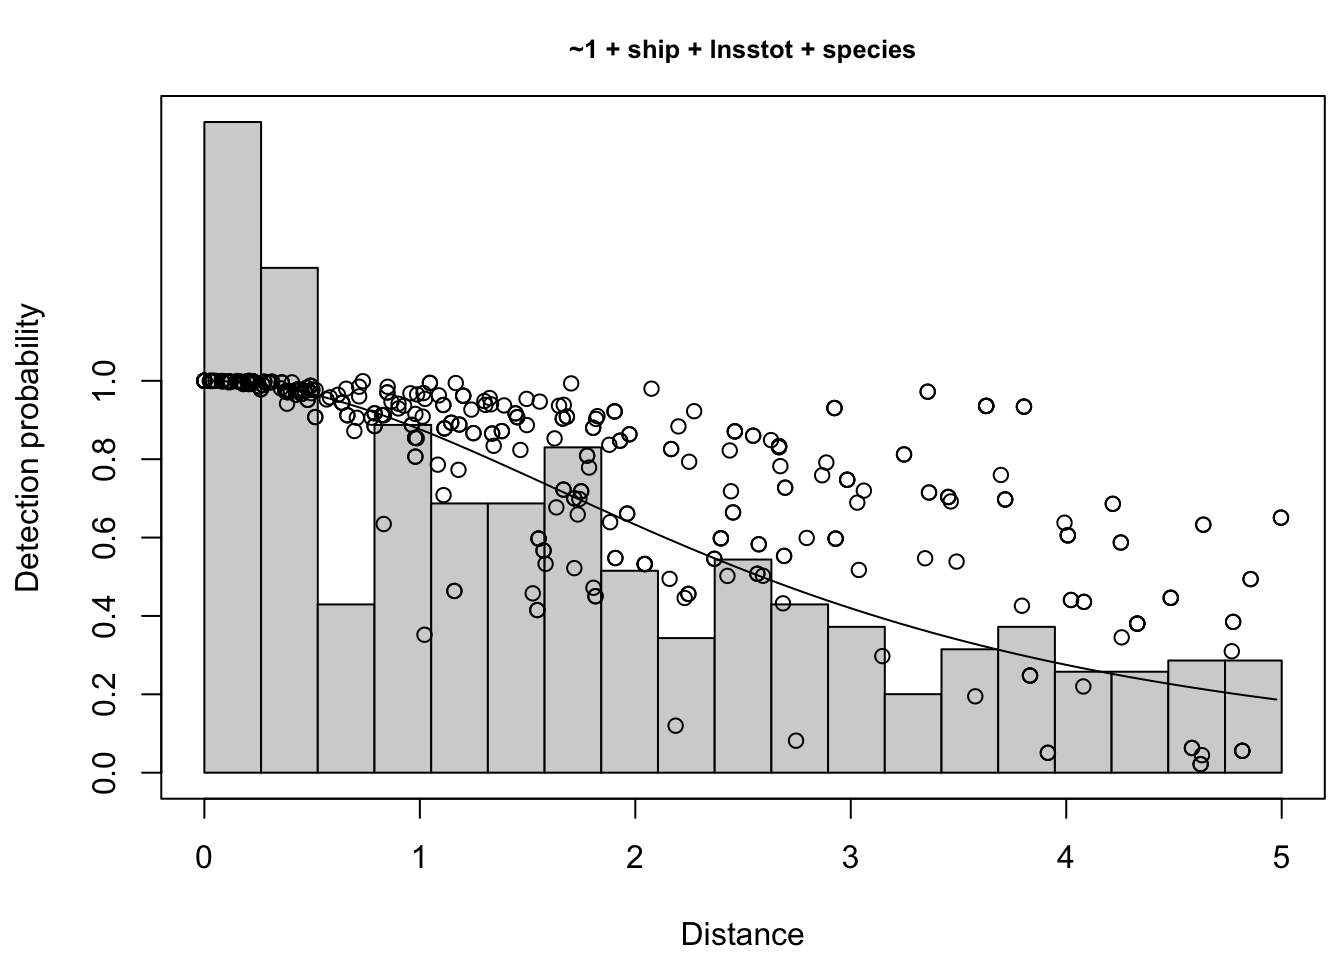 ~1 + ship + lnsstot + species
Detection probability
1.0
0.8
0.6
0.4
0.2
0.0
0 1 2 3 4 5
Distance